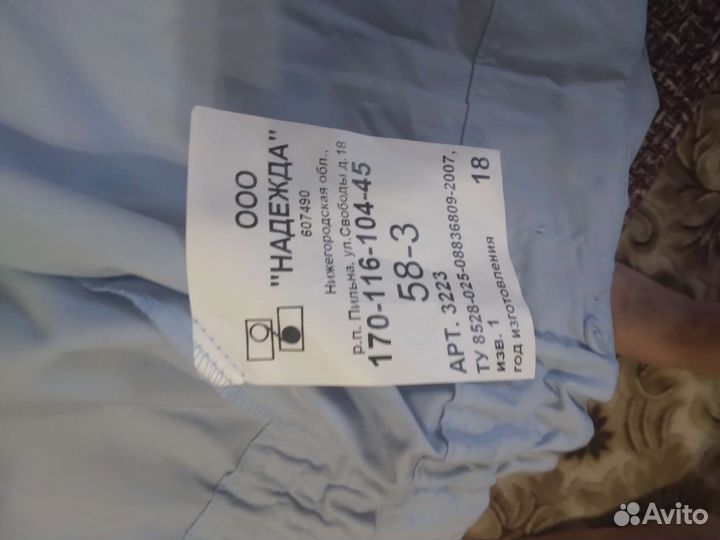 ООО
"НАДЕЖДА"
607490
Нижегородская обл.,
р.п. Пильна, ул.Свободы д.18
170-116-104-45
58-3
АРТ. 3223
ТУ 8528-025-08836809-2007,
изв. 1
18
год изготовления
Avito